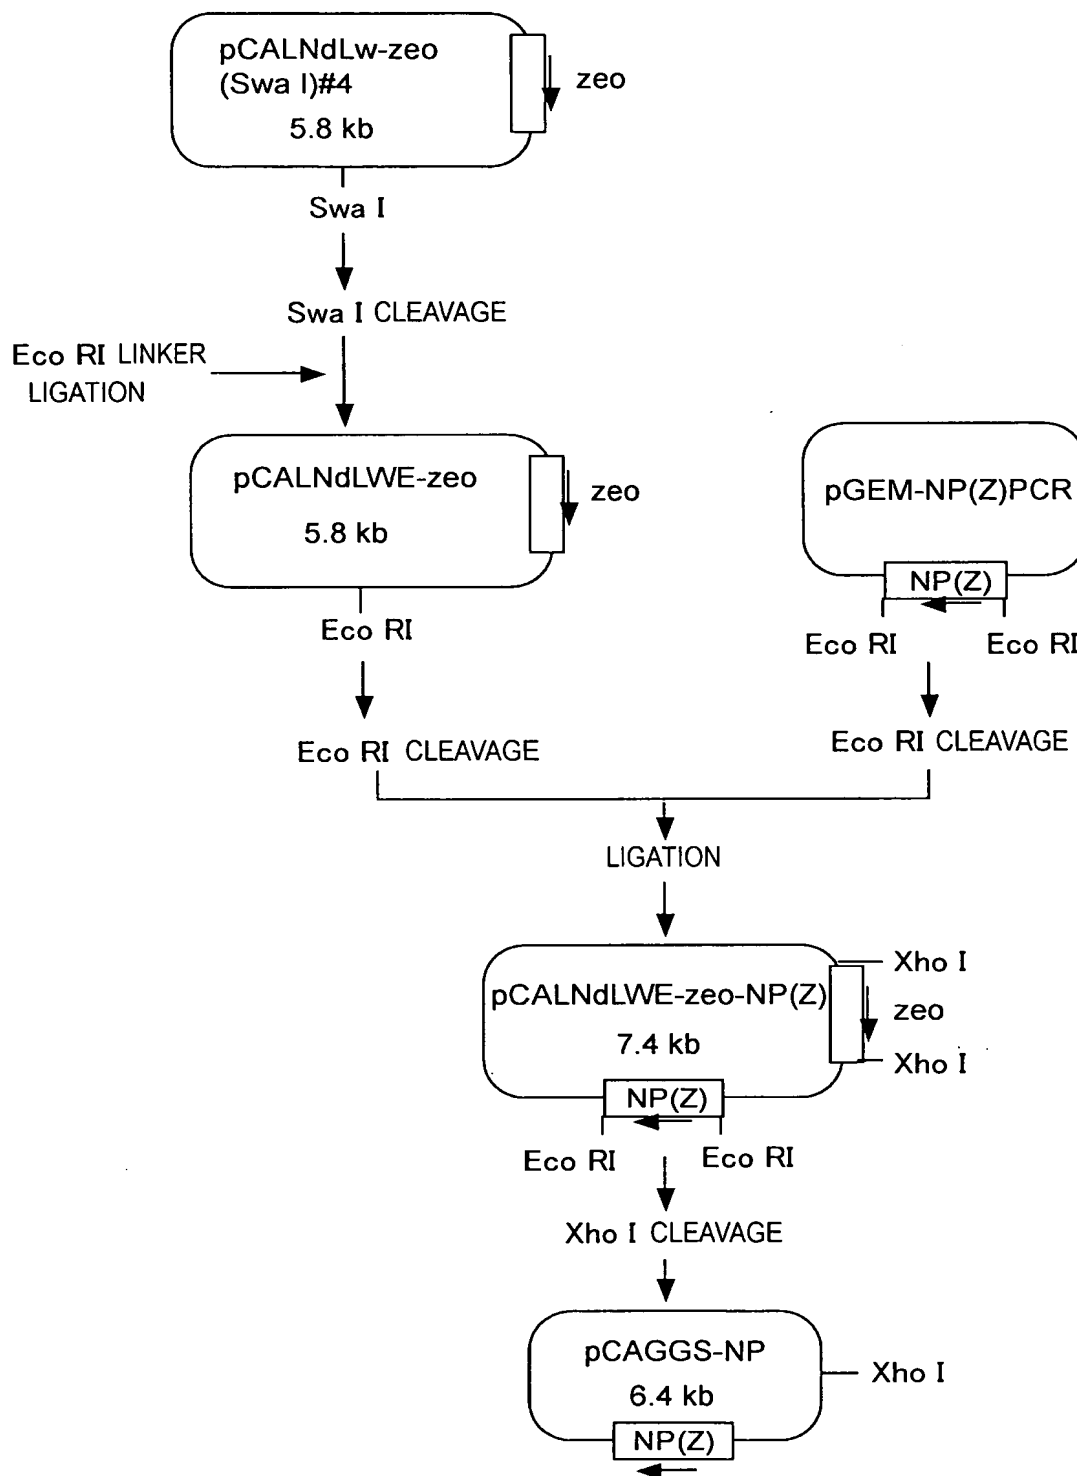 pCALNdLw-zeo
(Swa I)#4
5.8 kb
zeo
Swa I
Swa I CLEAVAGE
Eco RI LINKER
LIGATION
pCALNdLWE-zeo
5.8 kb
zeo
Eco RI
Eco RI CLEAVAGE
pGEM-NP(Z)PCR
NP(Z)
Eco RI
Eco RI
Eco RI CLEAVAGE
LIGATION
pCALNdLWE-zeo-NP(Z)
7.4 kb
Xho I
zeo
Xho I
NP(Z)
Eco RI
Eco RI
Xho I CLEAVAGE
pCAGGS-NP
6.4 kb
Xho I
NP(Z)